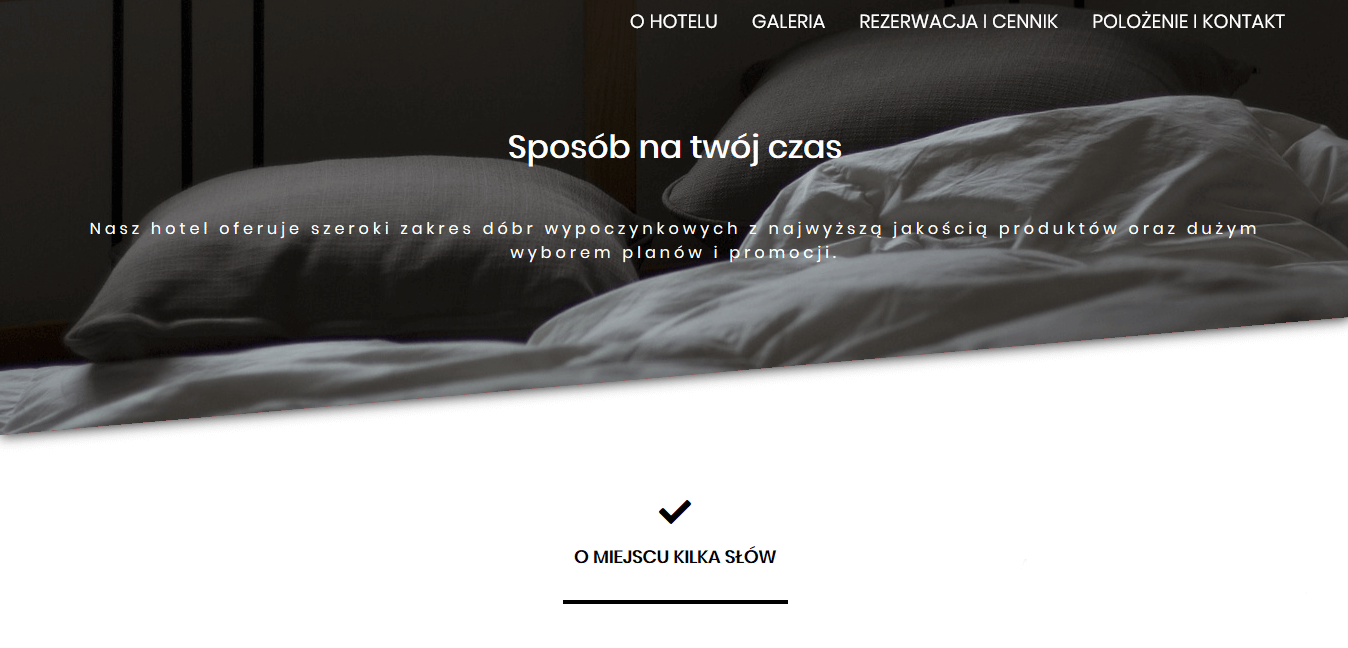 O HOTELU GALERIA REZERWACJA I CENNIK POLOŻENIE I KONTAKT
Sposób na twój czas
Nasz hotel oferuje szeroki zakres dóbr wypoczynkowych z najwyższą jakością produktów oraz dużym
wyborem planów i promocji.
O MIEJSCU KILKA SŁÓW